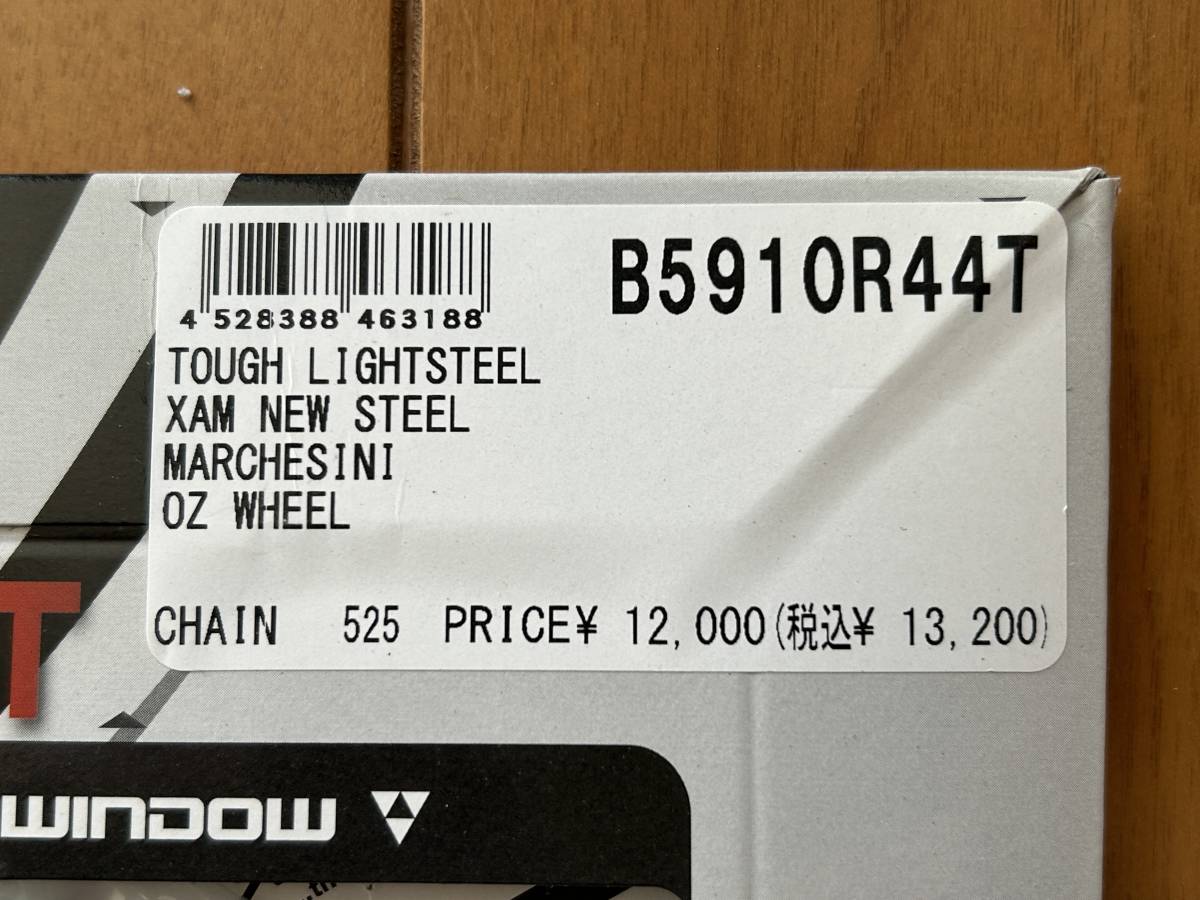 4 528388 463188
B5910R44T
TOUGH LIGHTSTEEL
XAM NEW STEEL
MARCHESINI
OZ WHEEL
CHAIN 525 PRICE¥ 12,000(税込¥ 13,200)
T
WINDOW